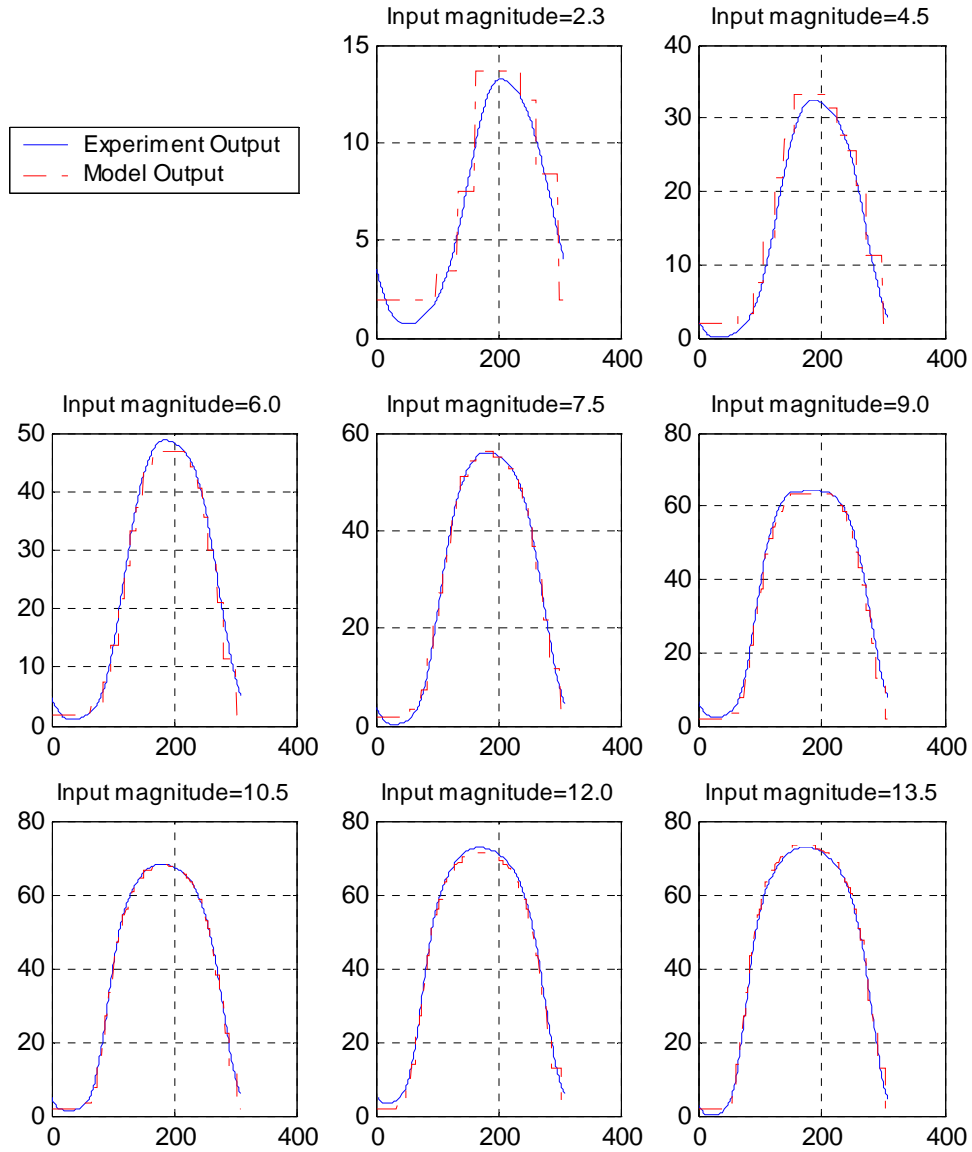 Input magnitude=2.3
15
10
5
0
0 200 400
Input magnitude=4.5
40
30
20
10
0
0 200 400
Experiment Output
Model Output
Input magnitude=6.0
50
40
30
20
10
0
0 200 400
Input magnitude=7.5
60
40
20
0
0 200 400
Input magnitude=9.0
80
60
40
20
0
0 200 400
Input magnitude=10.5
80
60
40
20
0
0 200 400
Input magnitude=12.0
80
60
40
20
0
0 200 400
Input magnitude=13.5
80
60
40
20
0
0 200 400